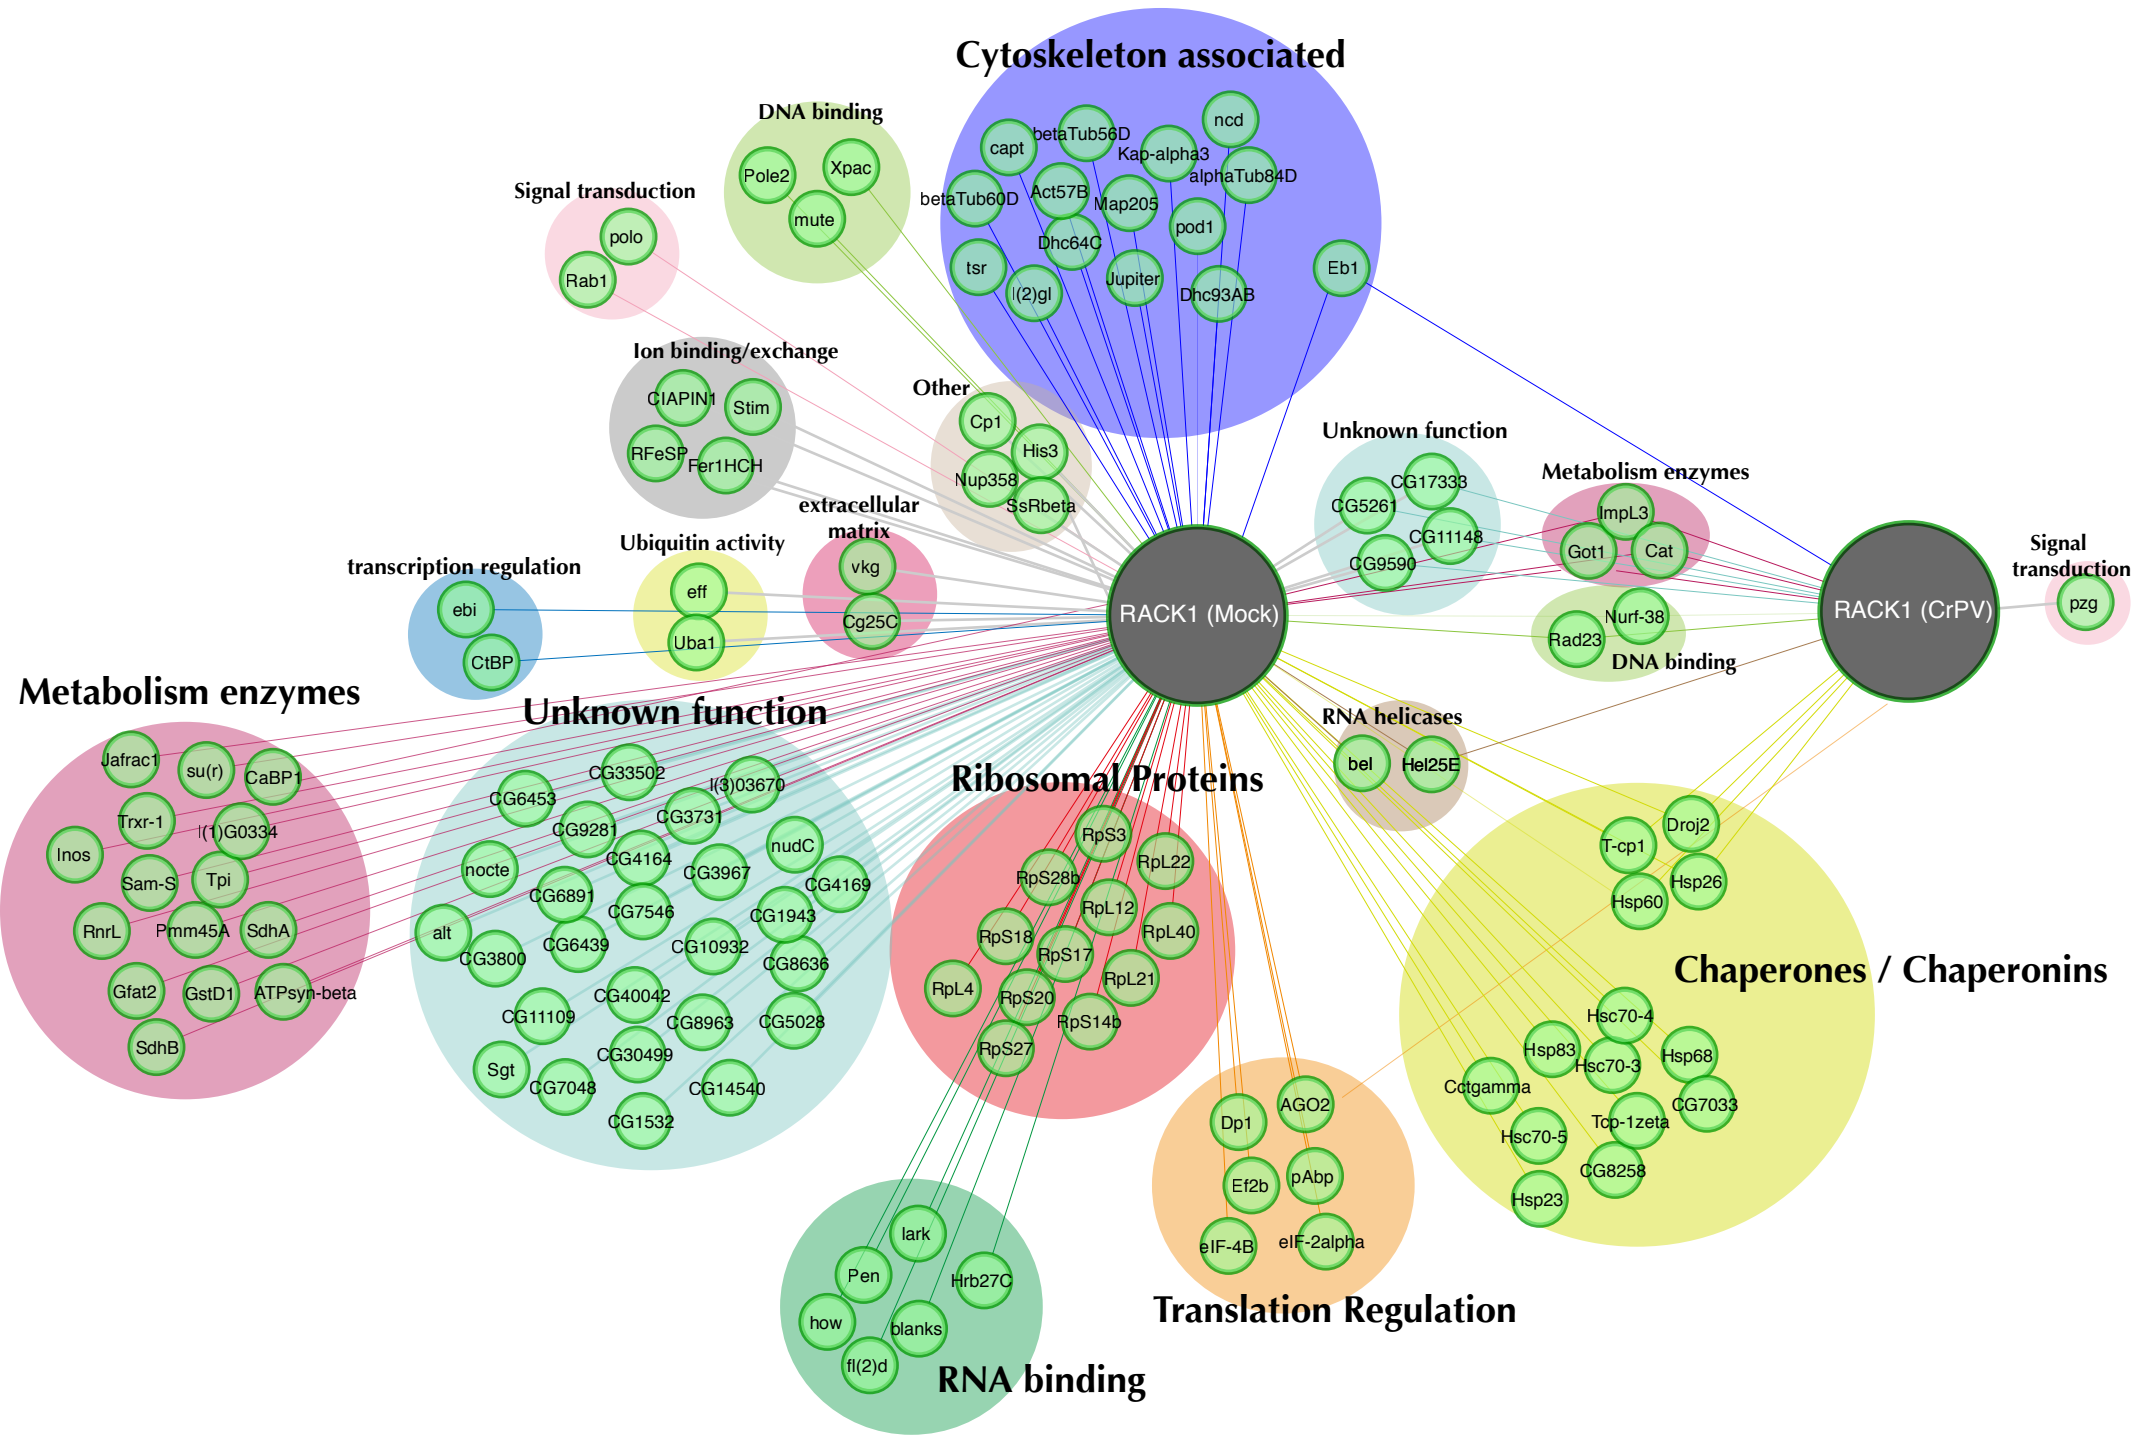 Cytoskeleton associated
ncd
betaTub56D
capt
Kap-alpha3
alphaTub84D
betaTub60D
Act57B
Map205
pod1
Dhc64C
tsr
Jupiter
l(2)gl
Dhc93AB
Eb1
DNA binding
Pole2
Xpac
mute
Signal transduction
polo
Rab1
Ion binding/exchange
CIAPIN1
Stim
RFeSP
Fer1HCH
Other
Cp1
His3
Nup358
SsRbeta
extracellular
matrix
vkg
Cg25C
Ubiquitin activity
eff
Uba1
transcription regulation
ebi
CtBP
RACK1 (Mock)
Unknown function
CG17333
CG5261
CG11148
CG9590
Metabolism enzymes
ImpL3
Got1
Cat
Nurf-38
Rad23
DNA binding
RACK1 (CrPV)
Signal
transduction
pzg
RNA helicases
bel
Hel25E
Metabolism enzymes
Jafrac1
su(r)
CaBP1
Trxr-1
l(1)G0334
Inos
Sam-S
Tpi
RnrL
Pmm45A
SdhA
Gfat2
GstD1
ATPsyn-beta
SdhB
Unknown function
CG33502
l(3)03670
CG6453
CG3731
CG9281
nudC
CG4164
nocte
CG3967
CG4169
CG6891
CG7546
CG1943
alt
CG6439
CG10932
CG3800
CG8636
CG40042
CG11109
CG8963
CG5028
CG30499
Sgt
CG7048
CG14540
CG1532
Ribosomal Proteins
RpS3
RpL22
RpS28b
RpL12
RpS18
RpL40
RpS17
RpL21
RpL4
RpS20
RpS14b
RpS27
Droj2
T-cp1
Hsp26
Hsp60
Chaperones / Chaperonins
Hsc70-4
Hsp83
Hsc70-3
Hsp68
Cctgamma
CG7033
Tcp-1zeta
Hsc70-5
CG8258
Hsp23
AGO2
Dp1
pAbp
Ef2b
eIF-4B
eIF-2alpha
Translation Regulation
lark
Pen
Hrb27C
how
blanks
fl(2)d
RNA binding